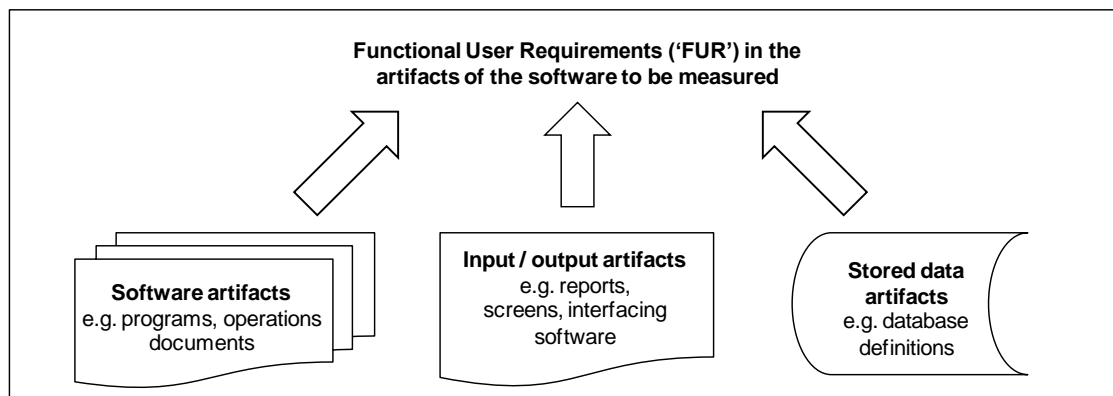 Functional User Requirements (‘FUR’) in the
artifacts of the software to be measured
Software artifacts
e.g. programs, operations
documents
Input / output artifacts
e.g. reports,
screens, interfacing
software
Stored data
artifacts
e.g. database
definitions